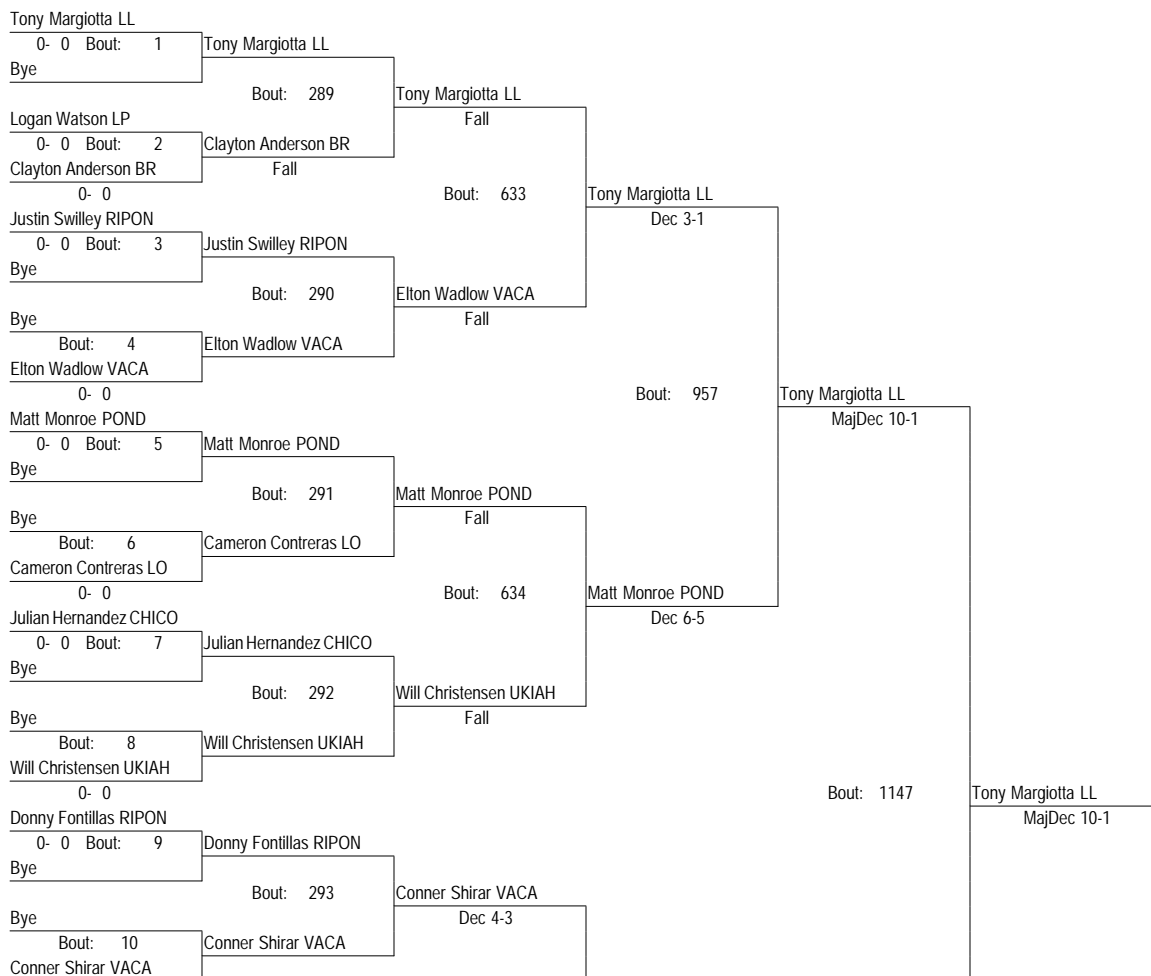 Tony Margiotta LL
0- 0 Bout: 1 Tony Margiotta LL
Bye
Bout: 289 Tony Margiotta LL
Logan Watson LP Fall
0- 0 Bout: 2 Clayton Anderson BR
Clayton Anderson BR Fall
0- 0 Bout: 633 Tony Margiotta LL
Justin Swilley RIPON Dec 3-1
0- 0 Bout: 3 Justin Swilley RIPON
Bye
Bout: 290 Elton Wadlow VACA
Bye Fall
Bout: 4 Elton Wadlow VACA
Elton Wadlow VACA
0- 0 Bout: 957 Tony Margiotta LL
Matt Monroe POND MajDec 10-1
0- 0 Bout: 5 Matt Monroe POND
Bye
Bout: 291 Matt Monroe POND
Bye Fall
Bout: 6 Cameron Contreras LO
Cameron Contreras LO
0- 0 Bout: 634 Matt Monroe POND
Julian Hernandez CHICO Dec 6-5
0- 0 Bout: 7 Julian Hernandez CHICO
Bye
Bout: 292 Will Christensen UKIAH
Bye Fall
Bout: 8 Will Christensen UKIAH
Will Christensen UKIAH
0- 0 Bout: 1147 Tony Margiotta LL
Donny Fontillas RIPON MajDec 10-1
0- 0 Bout: 9 Donny Fontillas RIPON
Bye
Bout: 293 Conner Shirar VACA
Bye Dec 4-3
Bout: 10 Conner Shirar VACA
Conner Shirar VACA